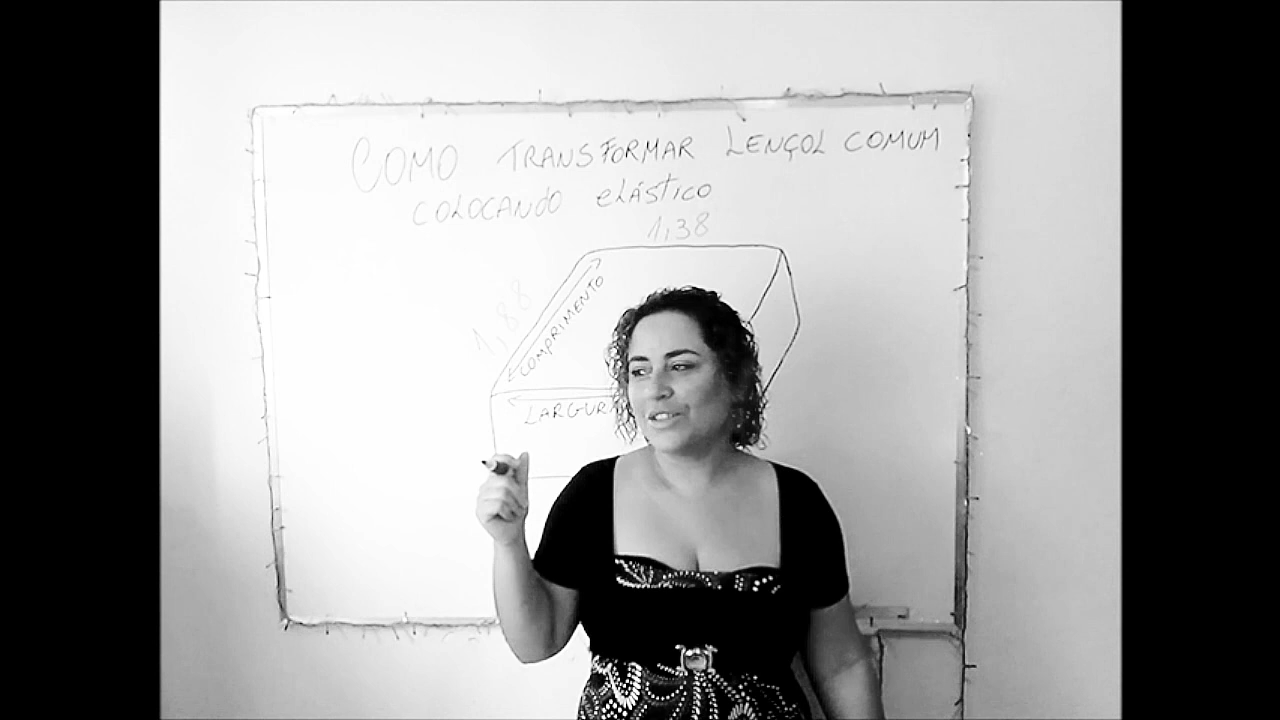 COMO TRANSFORMAR LENÇOL COMUM
COLOCANDO ELÁSTICO
1,38
1,88
COMPRIMENTO
LARGURA